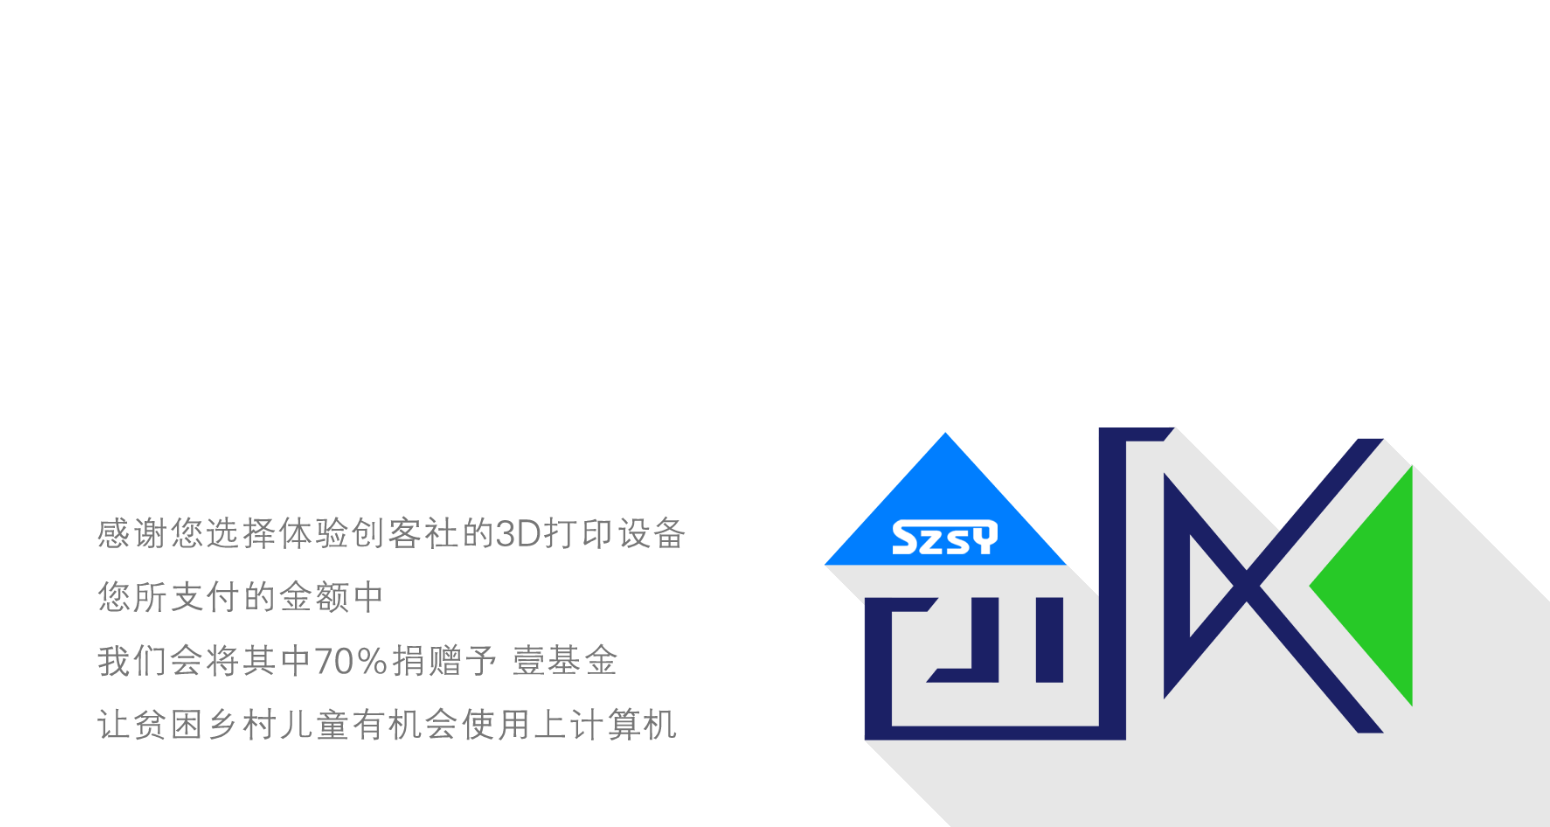 感谢您选择体验创客社的3D打印设备
您所支付的金额中
我们会将其中70%捐赠予 壹基金
让贫困乡村儿童有机会使用上计算机
SZSY